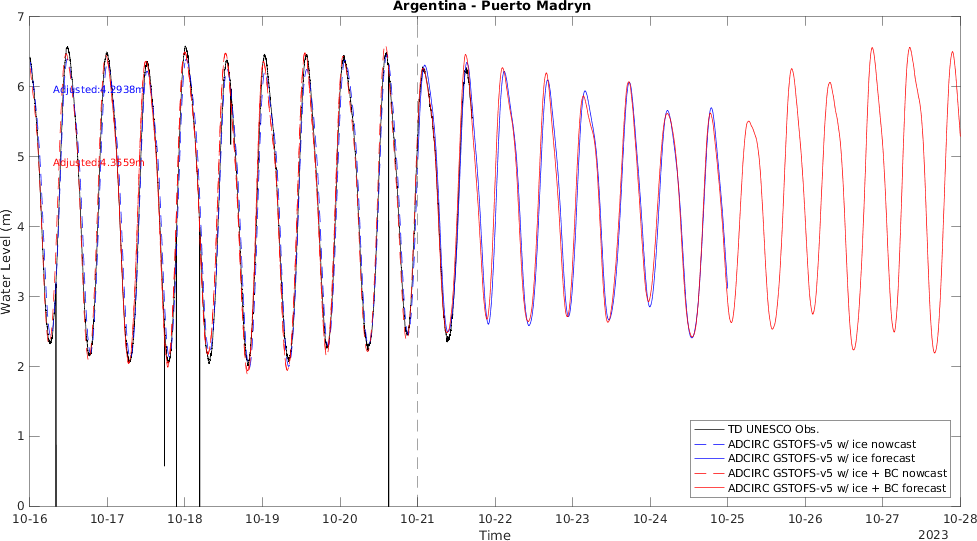 Argentina - Puerto Madryn
7
6
5
4
3
2
1
0
Water Level (m)
Adjusted:4.2938m
Adjusted:4.3559m
TD UNESCO Obs.
ADCIRC GSTOFS-v5 w/ ice nowcast
ADCIRC GSTOFS-v5 w/ ice forecast
ADCIRC GSTOFS-v5 w/ ice + BC nowcast
ADCIRC GSTOFS-v5 w/ ice + BC forecast
10-16 10-17 10-18 10-19 10-20 10-21 10-22 10-23 10-24 10-25 10-26 10-27 10-28
Time
2023